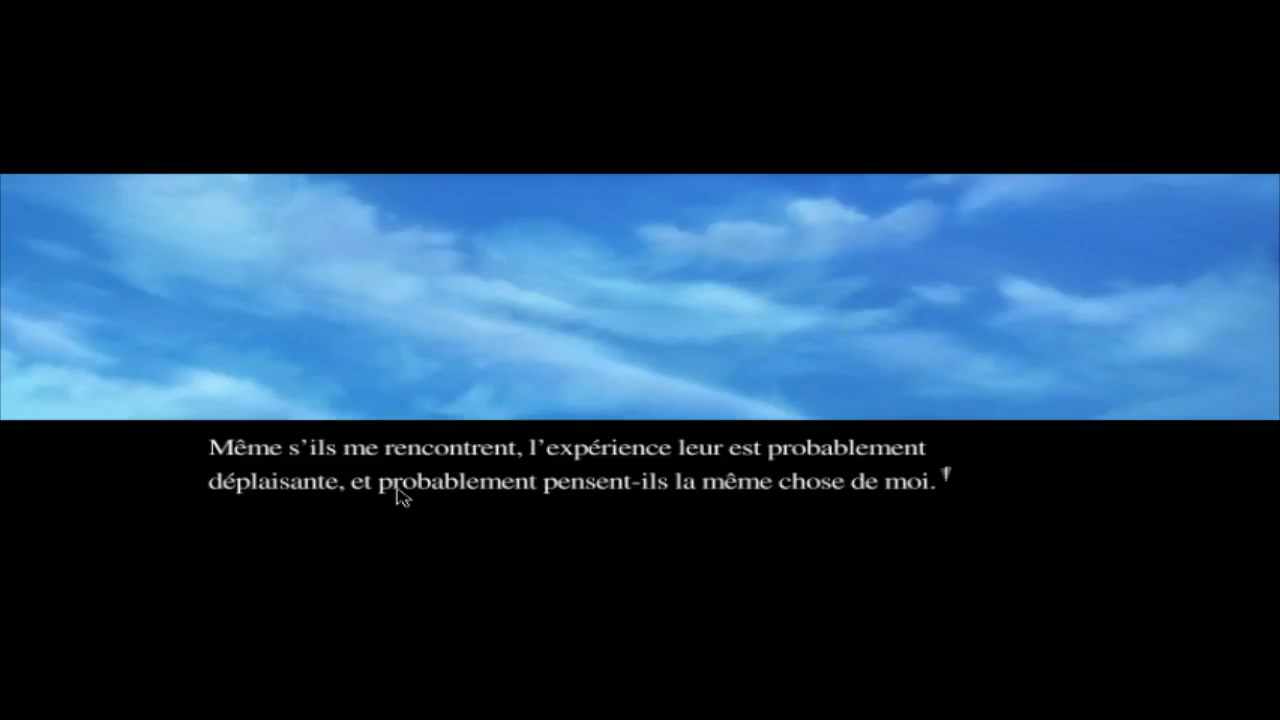 Même s'ils me rencontrent, l'expérience leur est probablement
déplaisante, et probablement pensent-ils la même chose de moi.